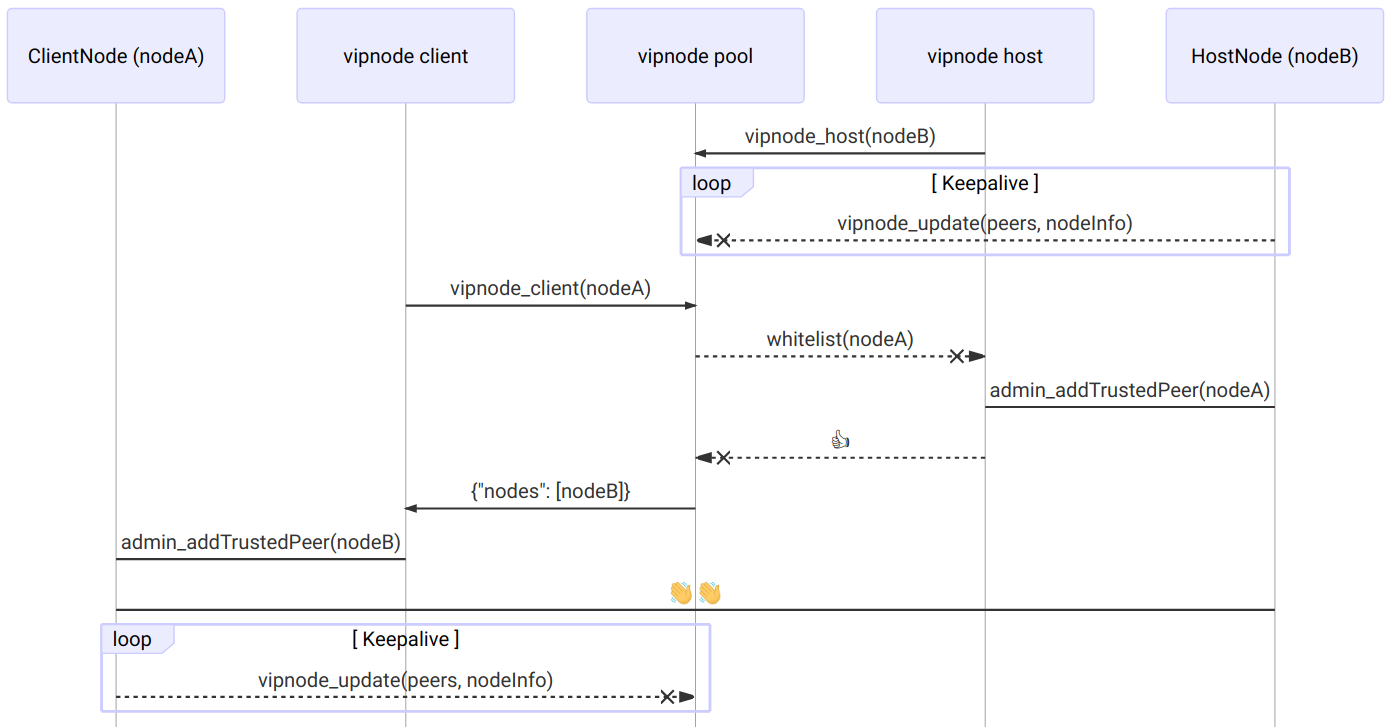 ClientNode (nodeA)
vipnode client
vipnode pool
vipnode host
HostNode (nodeB)
vipnode_host(nodeB)
loop
[ Keepalive ]
vipnode_update(peers, nodeInfo)
vipnode_client(nodeA)
whitelist(nodeA)
admin_addTrustedPeer(nodeA)
👍
{"nodes": [nodeB]}
admin_addTrustedPeer(nodeB)
👏👏
loop
[ Keepalive ]
vipnode_update(peers, nodeInfo)